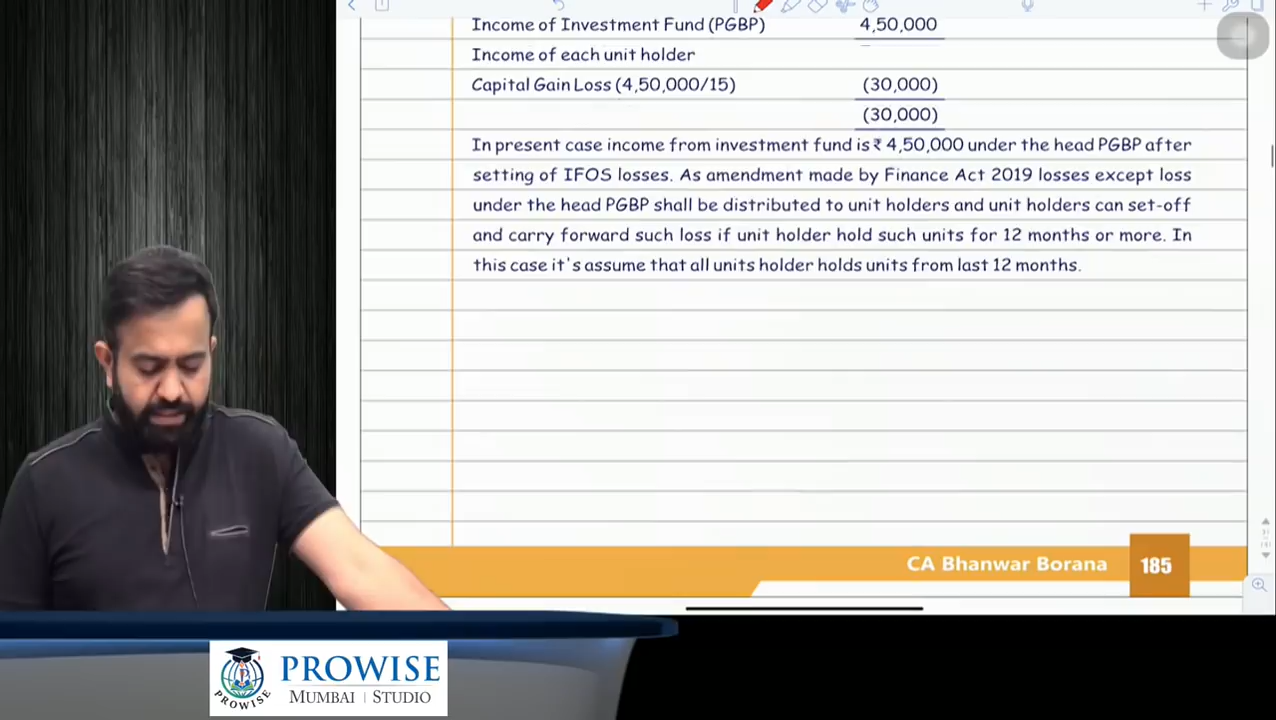 Income of Investment Fund (PGBP) 4,50,000
Income of each unit holder
Capital Gain Loss (4,50,000/15) (30,000)
(30,000)
In present case income from investment fund is ₹ 4,50,000 under the head PGBP after
setting of IFOS losses. As amendment made by Finance Act 2019 losses except loss
under the head PGBP shall be distributed to unit holders and unit holders can set-off
and carry forward such loss if unit holder hold such units for 12 months or more. In
this case it's assume that all units holder holds units from last 12 months.
CA Bhanwar Borana 185
PROWISE
MUMBAI | STUDIO
PROWISE